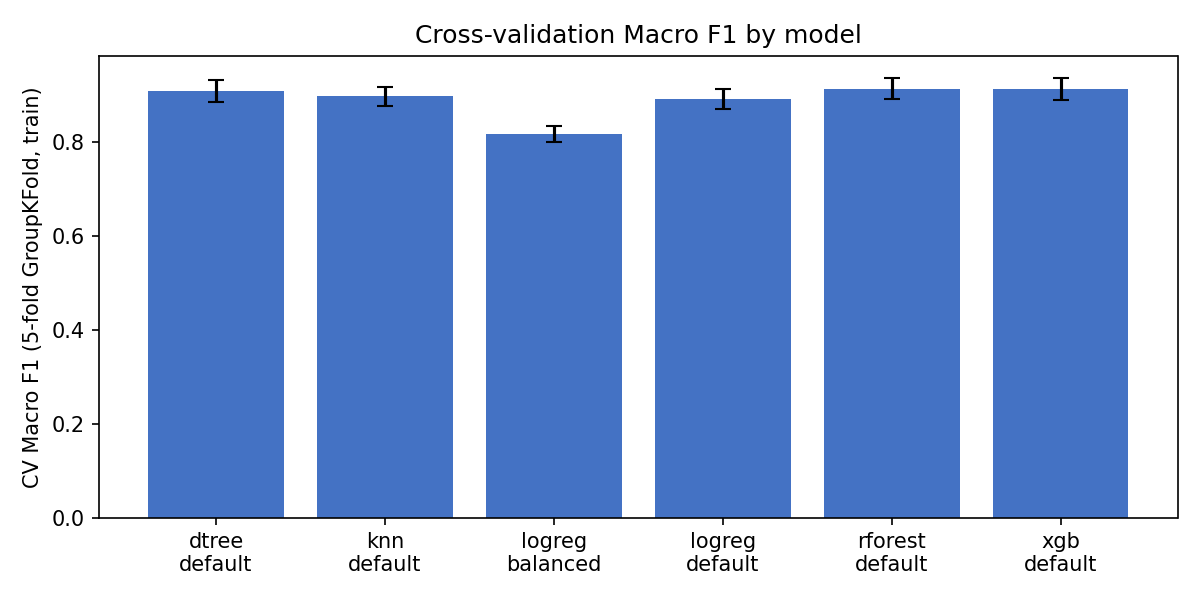 Cross-validation Macro F1 by model
CV Macro F1 (5-fold GroupKFold, train)
0.8
0.6
0.4
0.2
0.0
dtree
default
knn
default
logreg
balanced
logreg
default
rforest
default
xgb
default